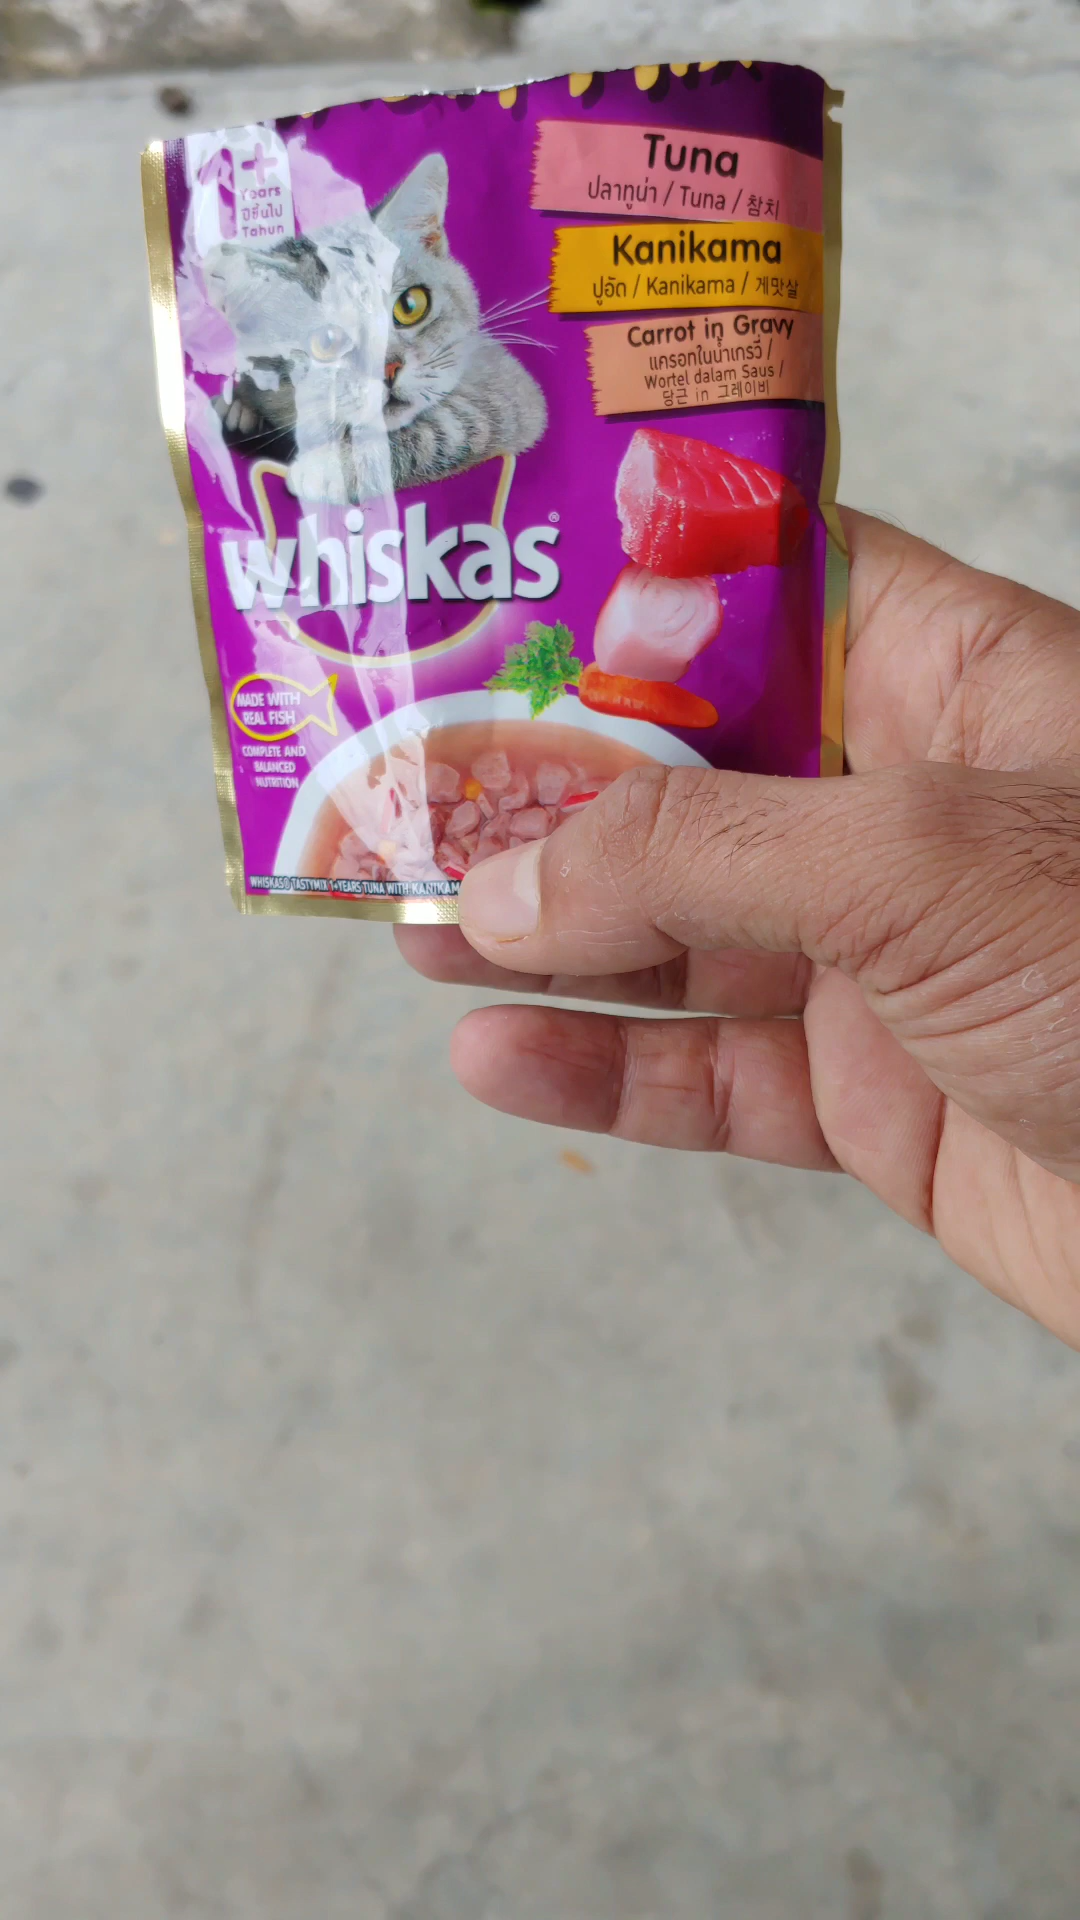 1+
Years
ปีขึ้นไป
Tahun
Tuna
ปลาทูน่า / Tuna / 참치
Kanikama
ปูอัด / Kanikama / 게맛살
Carrot in Gravy
แครอทในน้ำเกรวี่ /
Wortel dalam Saus /
당근 in 그레이비
whiskas®
MADE WITH
REAL FISH
COMPLETE AND
BALANCED
NUTRITION
WHISKAS® TASTYMIX 1+YEARS TUNA WITH KANIKAM